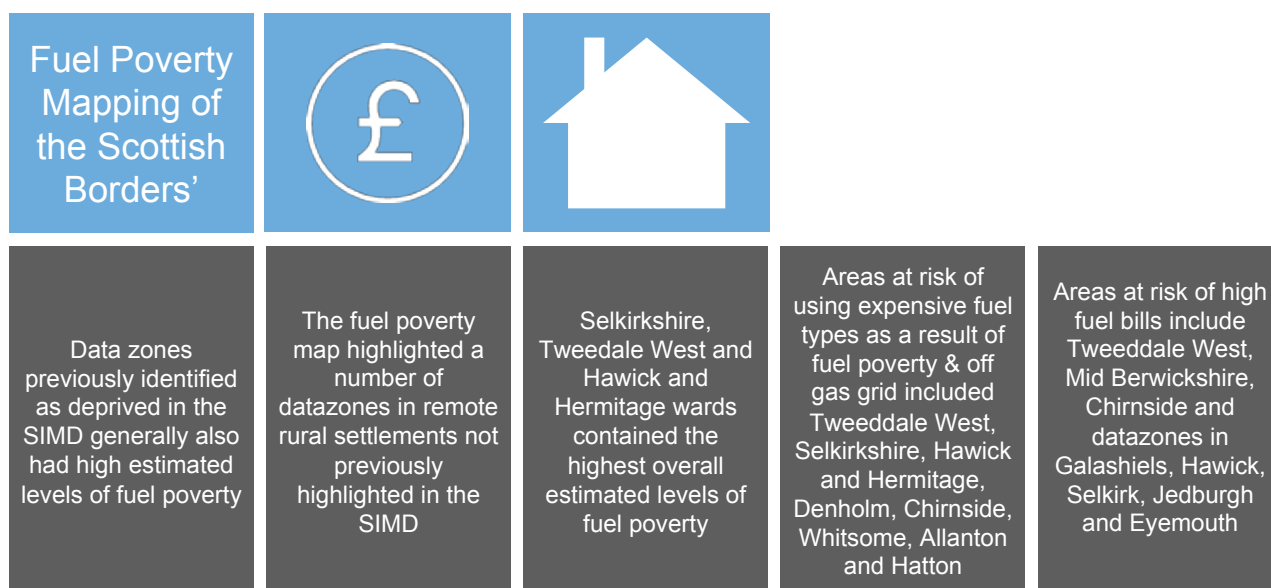 Fuel Poverty
Mapping of
the Scottish
Borders’
£
Data zones
previously identified
as deprived in the
SIMD generally also
had high estimated
levels of fuel poverty
The fuel poverty
map highlighted a
number of
datazones in remote
rural settlements not
previously
highlighted in the
SIMD
Selkirkshire,
Tweedale West and
Hawick and
Hermitage wards
contained the
highest overall
estimated levels of
fuel poverty
Areas at risk of
using expensive fuel
types as a result of
fuel poverty & off
gas grid included
Tweeddale West,
Selkirkshire, Hawick
and Hermitage,
Denholm, Chirnside,
Whitsome, Allanton
and Hatton
Areas at risk of high
fuel bills include
Tweeddale West,
Mid Berwickshire,
Chirnside and
datazones in
Galashiels, Hawick,
Selkirk, Jedburgh
and Eyemouth